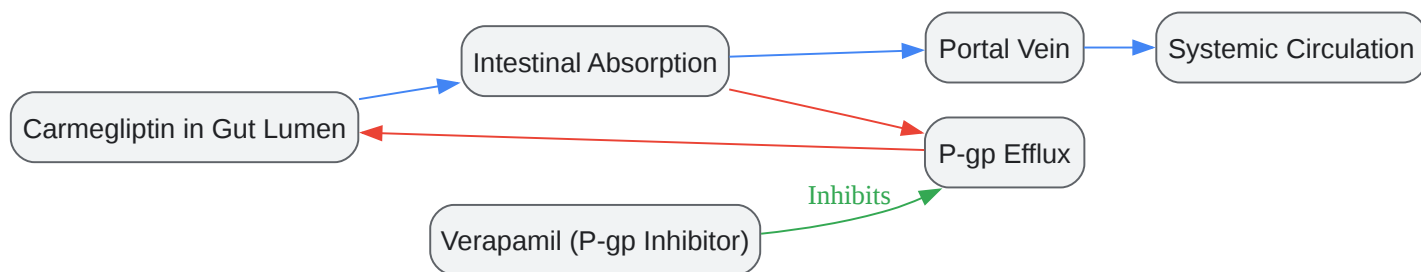 Carmegliptin in Gut Lumen
Intestinal Absorption
Portal Vein
Systemic Circulation
P-gp Efflux
Inhibits
Verapamil (P-gp Inhibitor)